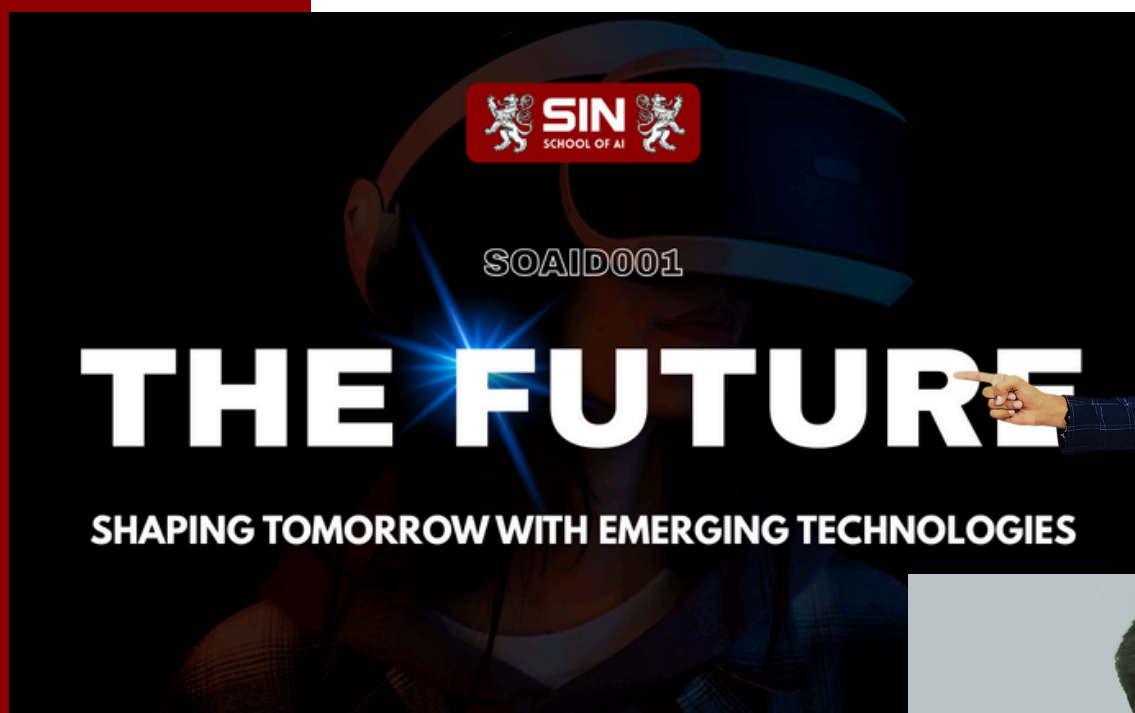 SIN
SCHOOL OF AI
SOAID001
THE FUTURE
SHAPING TOMORROW WITH EMERGING TECHNOLOGIES